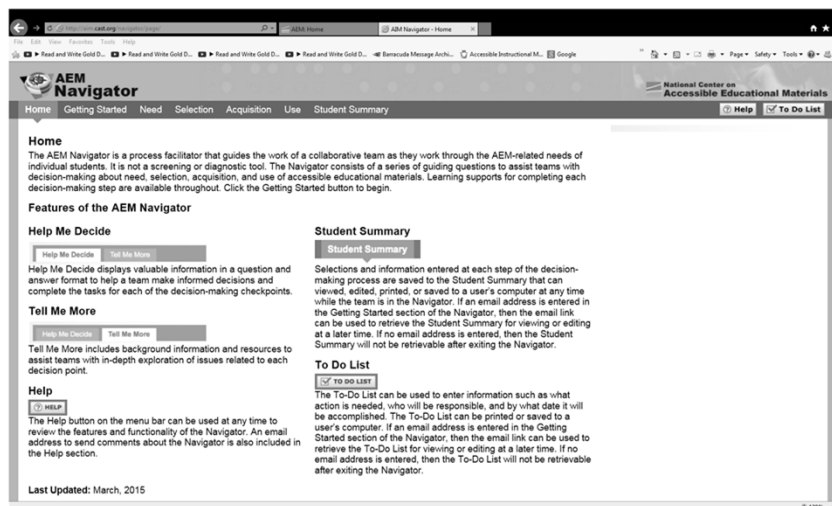 http://aim.cast.org/navigator/page/
AEM: Home
AIM Navigator - Home
File Edit View Favorites Tools Help
Read and Write Gold D... Read and Write Gold D... Read and Write Gold D... Read and Write Gold D... Barracuda Message Archi... Accessible Instructional M... Google
Page Safety Tools
AEM
Navigator
National Center on
Accessible Educational Materials
Home Getting Started Need Selection Acquisition Use Student Summary
Help To Do List
Home
The AEM Navigator is a process facilitator that guides the work of a collaborative team as they work through the AEM-related needs of
individual students. It is not a screening or diagnostic tool. The Navigator consists of a series of guiding questions to assist teams with
decision-making about need, selection, acquisition, and use of accessible educational materials. Learning supports for completing each
decision-making step are available throughout. Click the Getting Started button to begin.
Features of the AEM Navigator
Help Me Decide
Help Me Decide Tell Me More
Help Me Decide displays valuable information in a question and
answer format to help a team make informed decisions and
complete the tasks for each of the decision-making checkpoints.
Tell Me More
Help Me Decide Tell Me More
Tell Me More includes background information and resources to
assist teams with in-depth exploration of issues related to each
decision point.
Help
HELP
The Help button on the menu bar can be used at any time to
review the features and functionality of the Navigator. An email
address to send comments about the Navigator is also included in
the Help section.
Last Updated: March, 2015
Student Summary
Student Summary
Selections and information entered at each step of the decision-
making process are saved to the Student Summary that can
viewed, edited, printed, or saved to a user's computer at any time
while the team is in the Navigator. If an email address is entered in
the Getting Started section of the Navigator, then the email link
can be used to retrieve the Student Summary for viewing or editing
at a later time. If no email address is entered, then the Student
Summary will not be retrievable after exiting the Navigator.
To Do List
TO DO LIST
The To-Do List can be used to enter information such as what
action is needed, who will be responsible, and by what date it will
be accomplished. The To-Do List can be printed or saved to a
user's computer. If an email address is entered in the Getting
Started section of the Navigator, then the email link can be used to
retrieve the To-Do List for viewing or editing at a later time. If no
email address is entered, then the To-Do List will not be retrievable
after exiting the Navigator.